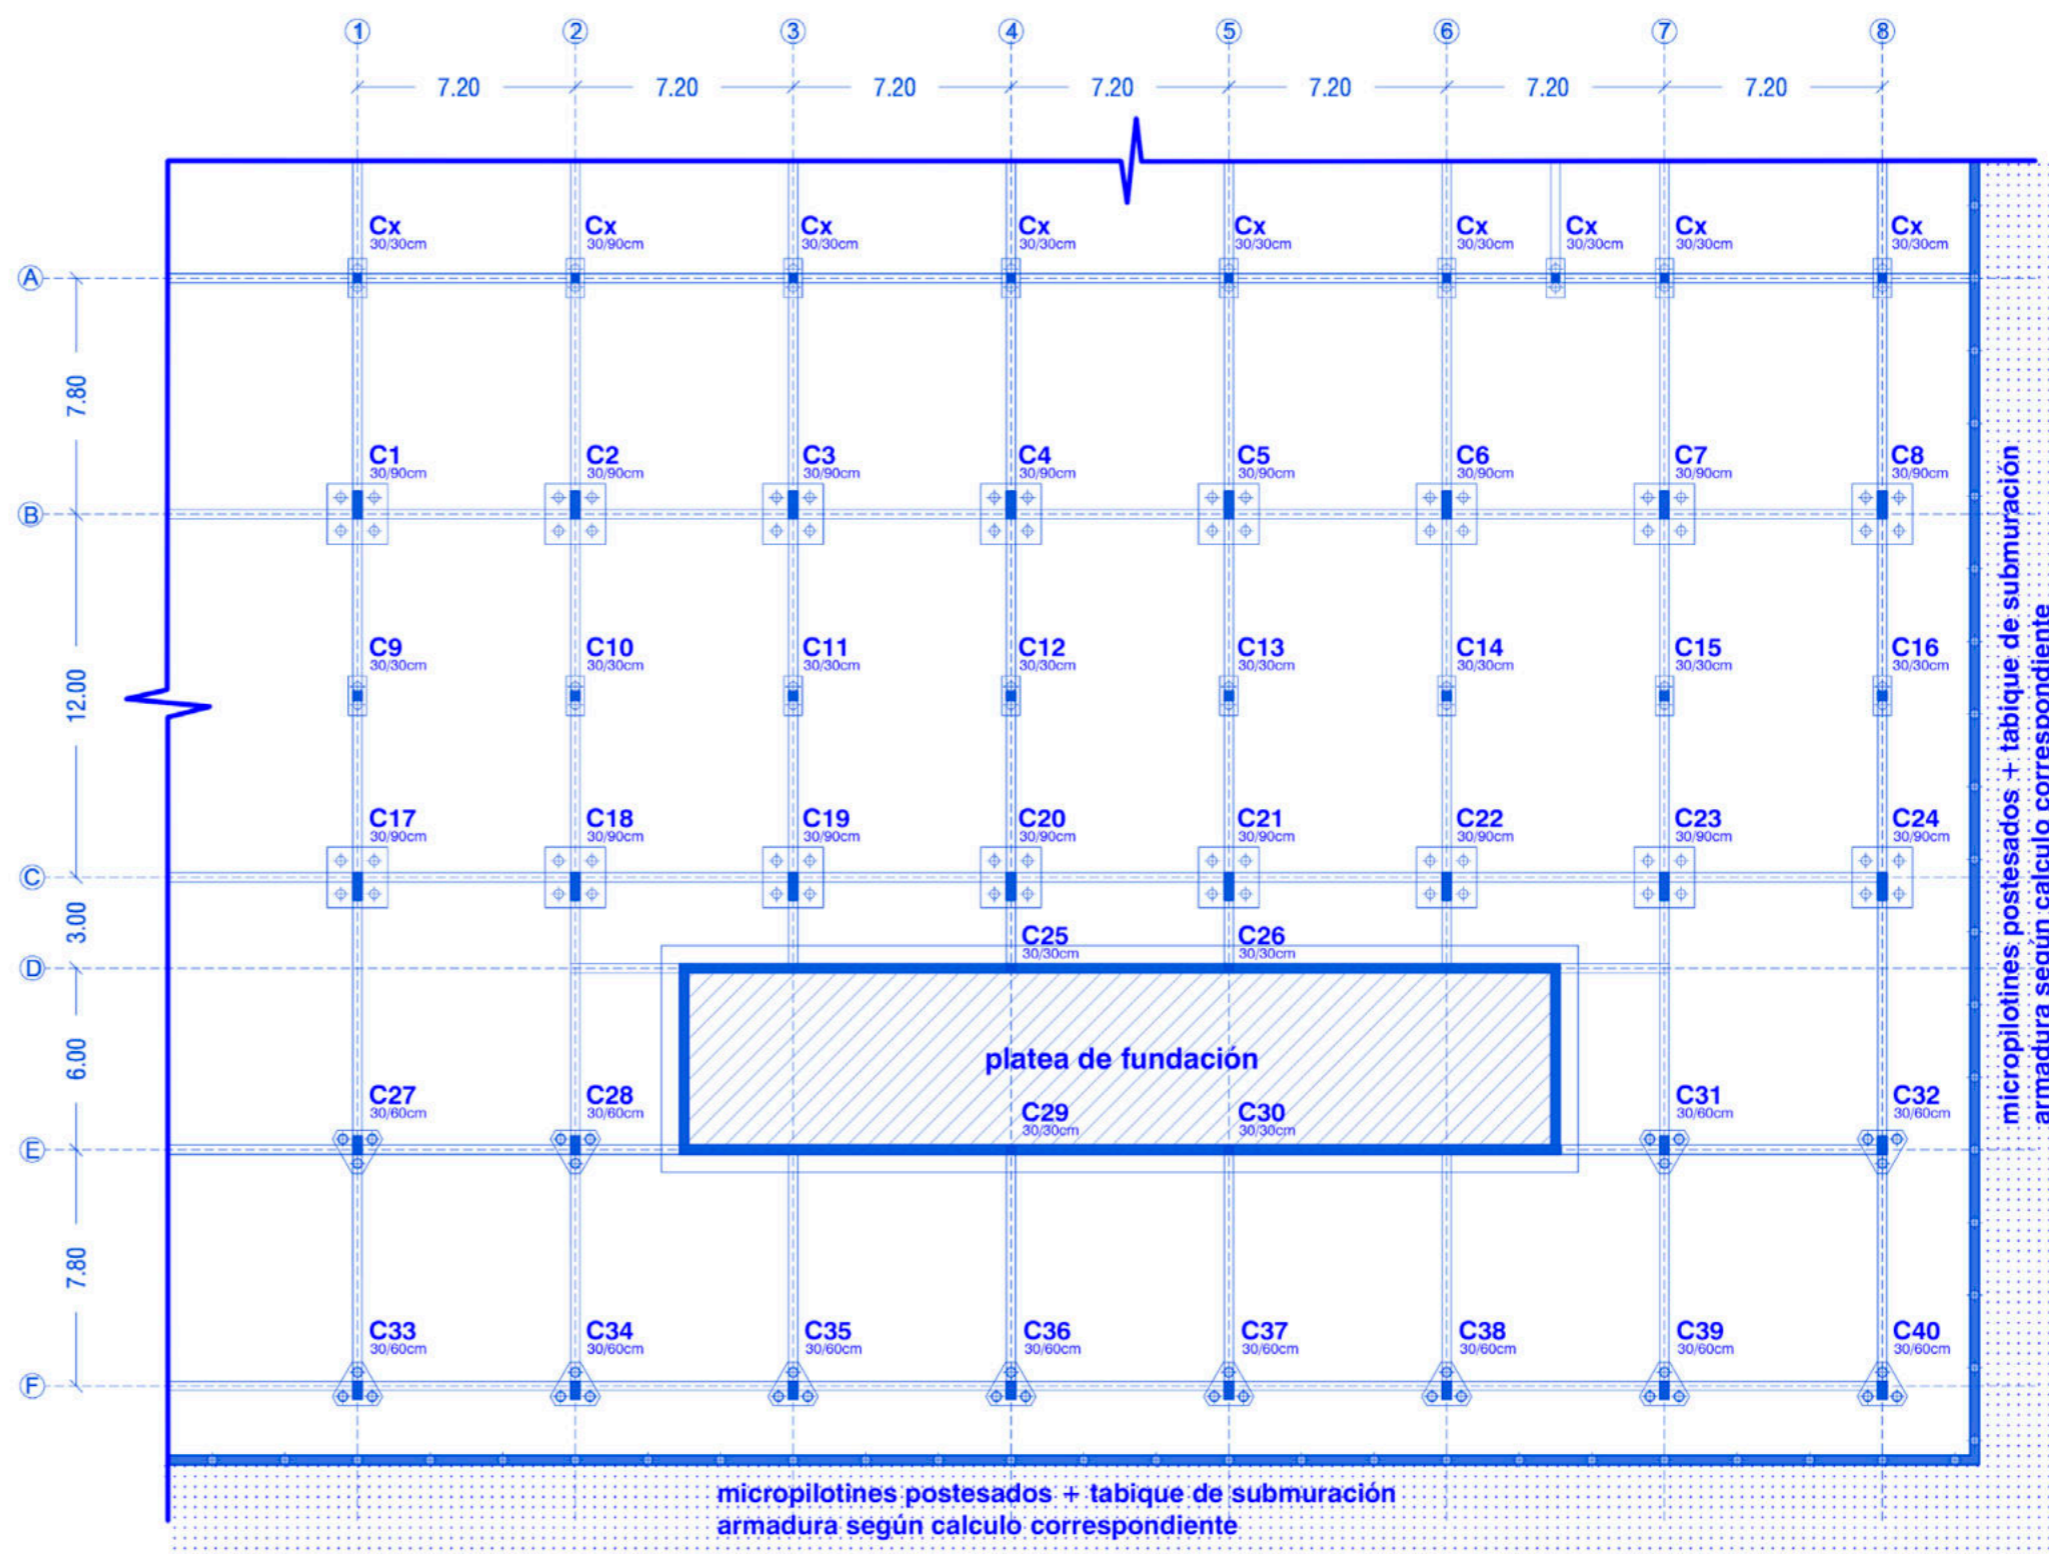 1 2 3 4 5 6 7 8
7.20 7.20 7.20 7.20 7.20 7.20 7.20
Cx Cx Cx Cx Cx Cx Cx Cx Cx
30/30cm 30/90cm 30/30cm 30/30cm 30/30cm 30/30cm 30/30cm 30/30cm 30/30cm
A
7.80
C1 C2 C3 C4 C5 C6 C7 C8
30/90cm 30/90cm 30/90cm 30/90cm 30/90cm 30/90cm 30/90cm 30/90cm
B
12.00
C9 C10 C11 C12 C13 C14 C15 C16
30/30cm 30/30cm 30/30cm 30/30cm 30/30cm 30/30cm 30/30cm 30/30cm
C17 C18 C19 C20 C21 C22 C23 C24
30/90cm 30/90cm 30/90cm 30/90cm 30/90cm 30/90cm 30/90cm 30/90cm
C
3.00
C25 C26
30/30cm 30/30cm
D
6.00
platea de fundación
C27 C28 C29 C30 C31 C32
30/60cm 30/60cm 30/30cm 30/30cm 30/60cm 30/60cm
E
7.80
C33 C34 C35 C36 C37 C38 C39 C40
30/60cm 30/60cm 30/60cm 30/60cm 30/60cm 30/60cm 30/60cm 30/60cm
F
micropilotines postesados + tabique de submuración
armadura según calculo correspondiente
micropilotines postesados + tabique de submuración
armadura según calculo correspondiente